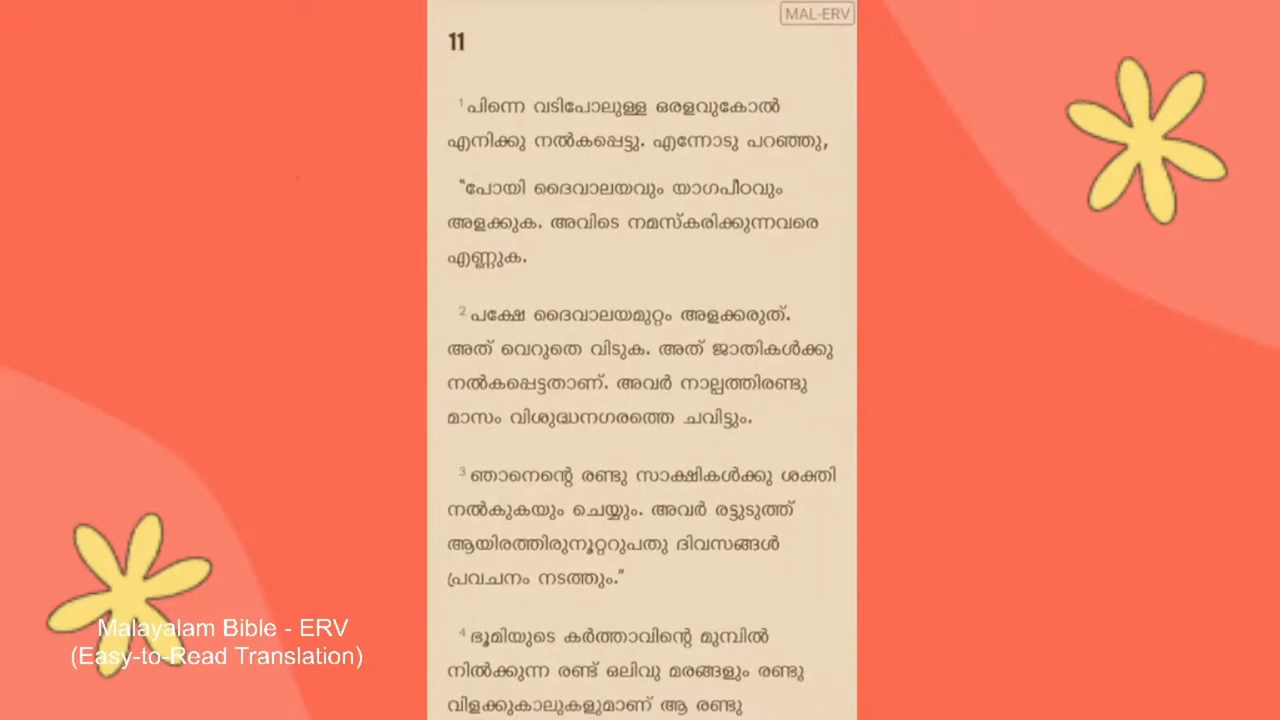 MAL-ERV
11
1 പിന്നെ വടിപോലുള്ള ഒരളവുകോൽ
എനിക്കു നൽകപ്പെട്ടു. എന്നോടു പറഞ്ഞു,
“പോയി ദൈവാലയവും യാഗപീഠവും
അളക്കുക. അവിടെ നമസ്കരിക്കുന്നവരെ
എണ്ണുക.
2 പക്ഷേ ദൈവാലയമുറ്റം അളക്കരുത്.
അത് വെറുതെ വിടുക. അത് ജാതികൾക്കു
നൽകപ്പെട്ടതാണ്. അവർ നാല്പത്തിരണ്ടു
മാസം വിശുദ്ധനഗരത്തെ ചവിട്ടും.
3 ഞാനെന്റെ രണ്ടു സാക്ഷികൾക്കു ശക്തി
നൽകുകയും ചെയ്യും. അവർ രട്ടുടുത്ത്
ആയിരത്തിരുനൂറ്ററുപതു ദിവസങ്ങൾ
പ്രവചനം നടത്തും.”
4 ഭൂമിയുടെ കർത്താവിന്റെ മുമ്പിൽ
നിൽക്കുന്ന രണ്ട് ഒലിവു മരങ്ങളും രണ്ടു
വിളക്കുകാലുകളുമാണ് ആ രണ്ടു
Malayalam Bible - ERV
(Easy-to-Read Translation)